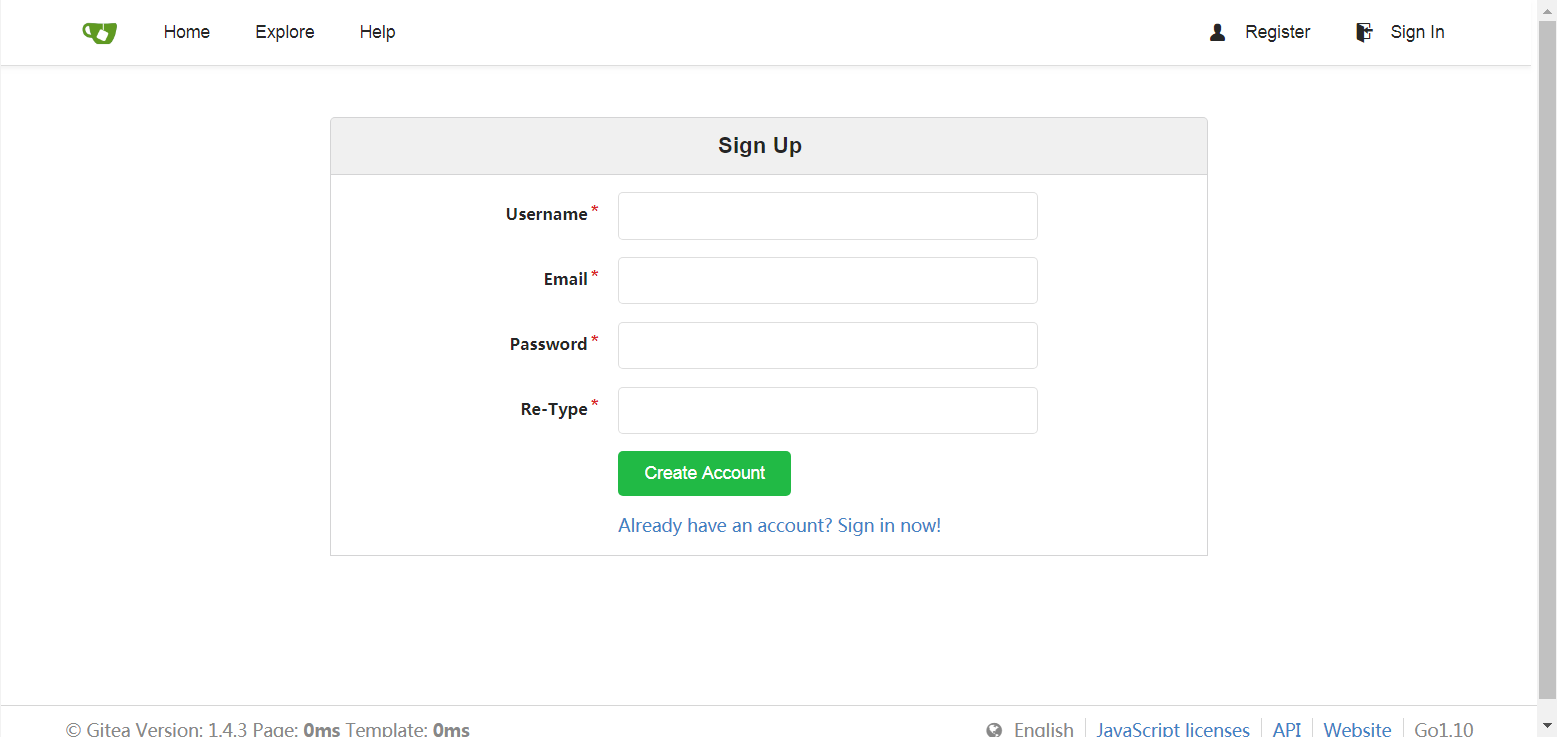 Home Explore Help Register Sign In
Sign Up
Username *
Email *
Password *
Re-Type *
Create Account
Already have an account? Sign in now!
© Gitea Version: 1.4.3 Page: 0ms Template: 0ms English JavaScript licenses API Website Go1.10